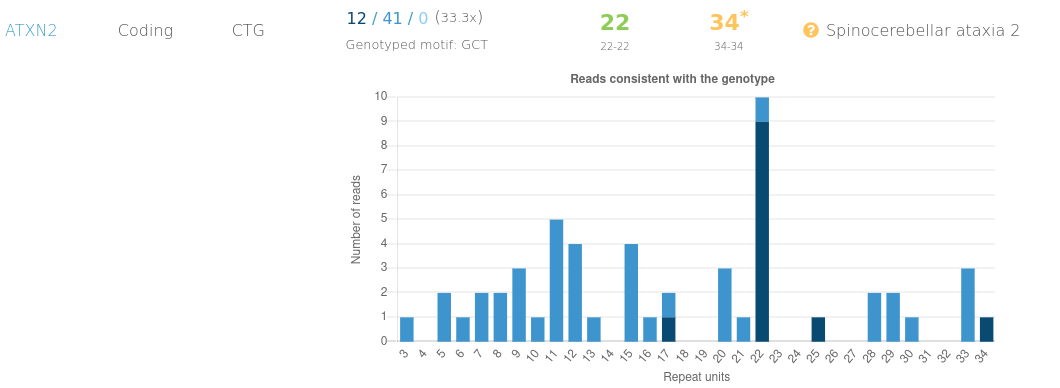 ATXN2 Coding CTG 12 / 41 / 0 (33.3x) 22 34* ? Spinocerebellar ataxia 2
Genotyped motif: GCT 22-22 34-34
Reads consistent with the genotype
10
9
8
7
6
5
4
3
2
1
0
Number of reads
3 4 5 6 7 8 9 10 11 12 13 14 15 16 17 18 19 20 21 22 23 24 25 26 27 28 29 30 31 32 33 34
Repeat units